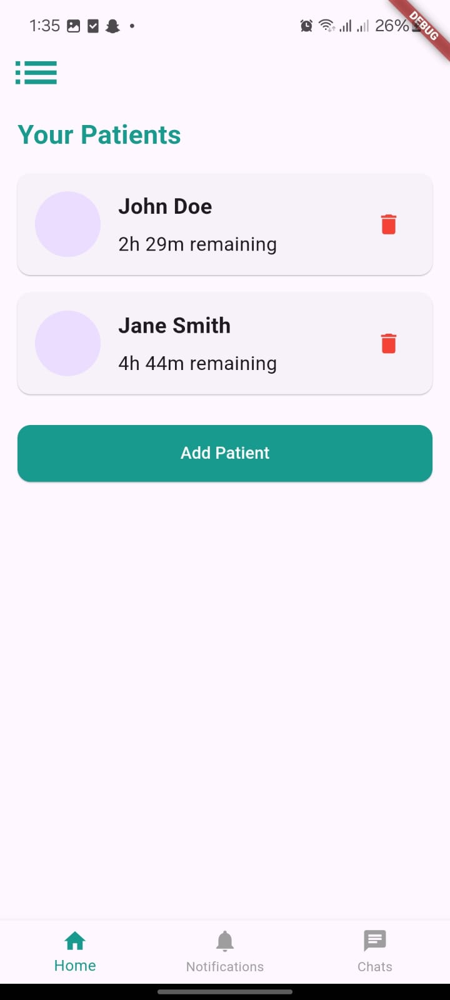 1:35
26%
DEBUG
Your Patients
John Doe
2h 29m remaining
Jane Smith
4h 44m remaining
Add Patient
Home
Notifications
Chats